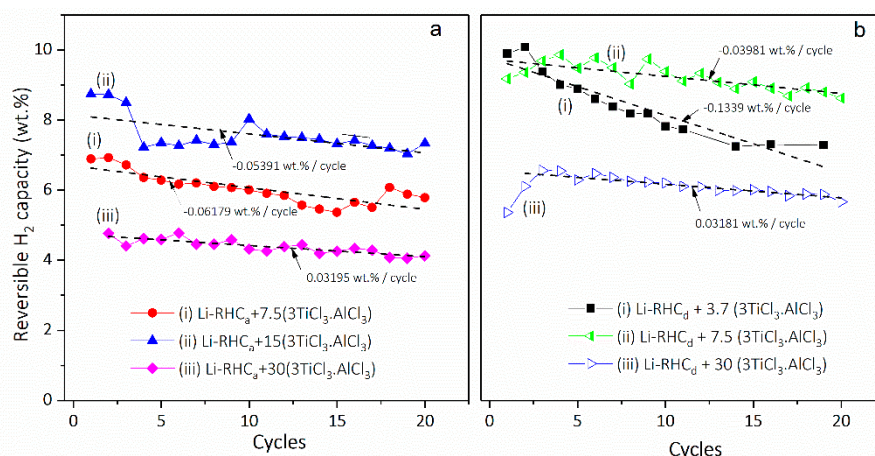 a
b
10
8
6
4
2
0
Reversible H₂ capacity (wt.%)
(ii)
(i)
(iii)
-0.05391 wt.% / cycle
-0.06179 wt.% / cycle
0.03195 wt.% / cycle
(i) Li-RHCₐ+7.5(3TiCl₃.AlCl₃)
(ii) Li-RHCₐ+15(3TiCl₃.AlCl₃)
(iii) Li-RHCₐ+30(3TiCl₃.AlCl₃)
0 5 10 15 20
Cycles
(ii)
(i)
(iii)
-0.03981 wt.% / cycle
-0.1339 wt.% / cycle
0.03181 wt.% / cycle
(i) Li-RHC_d + 3.7 (3TiCl₃.AlCl₃)
(ii) Li-RHC_d + 7.5 (3TiCl₃.AlCl₃)
(iii) Li-RHC_d + 30 (3TiCl₃.AlCl₃)
0 5 10 15 20
Cycles